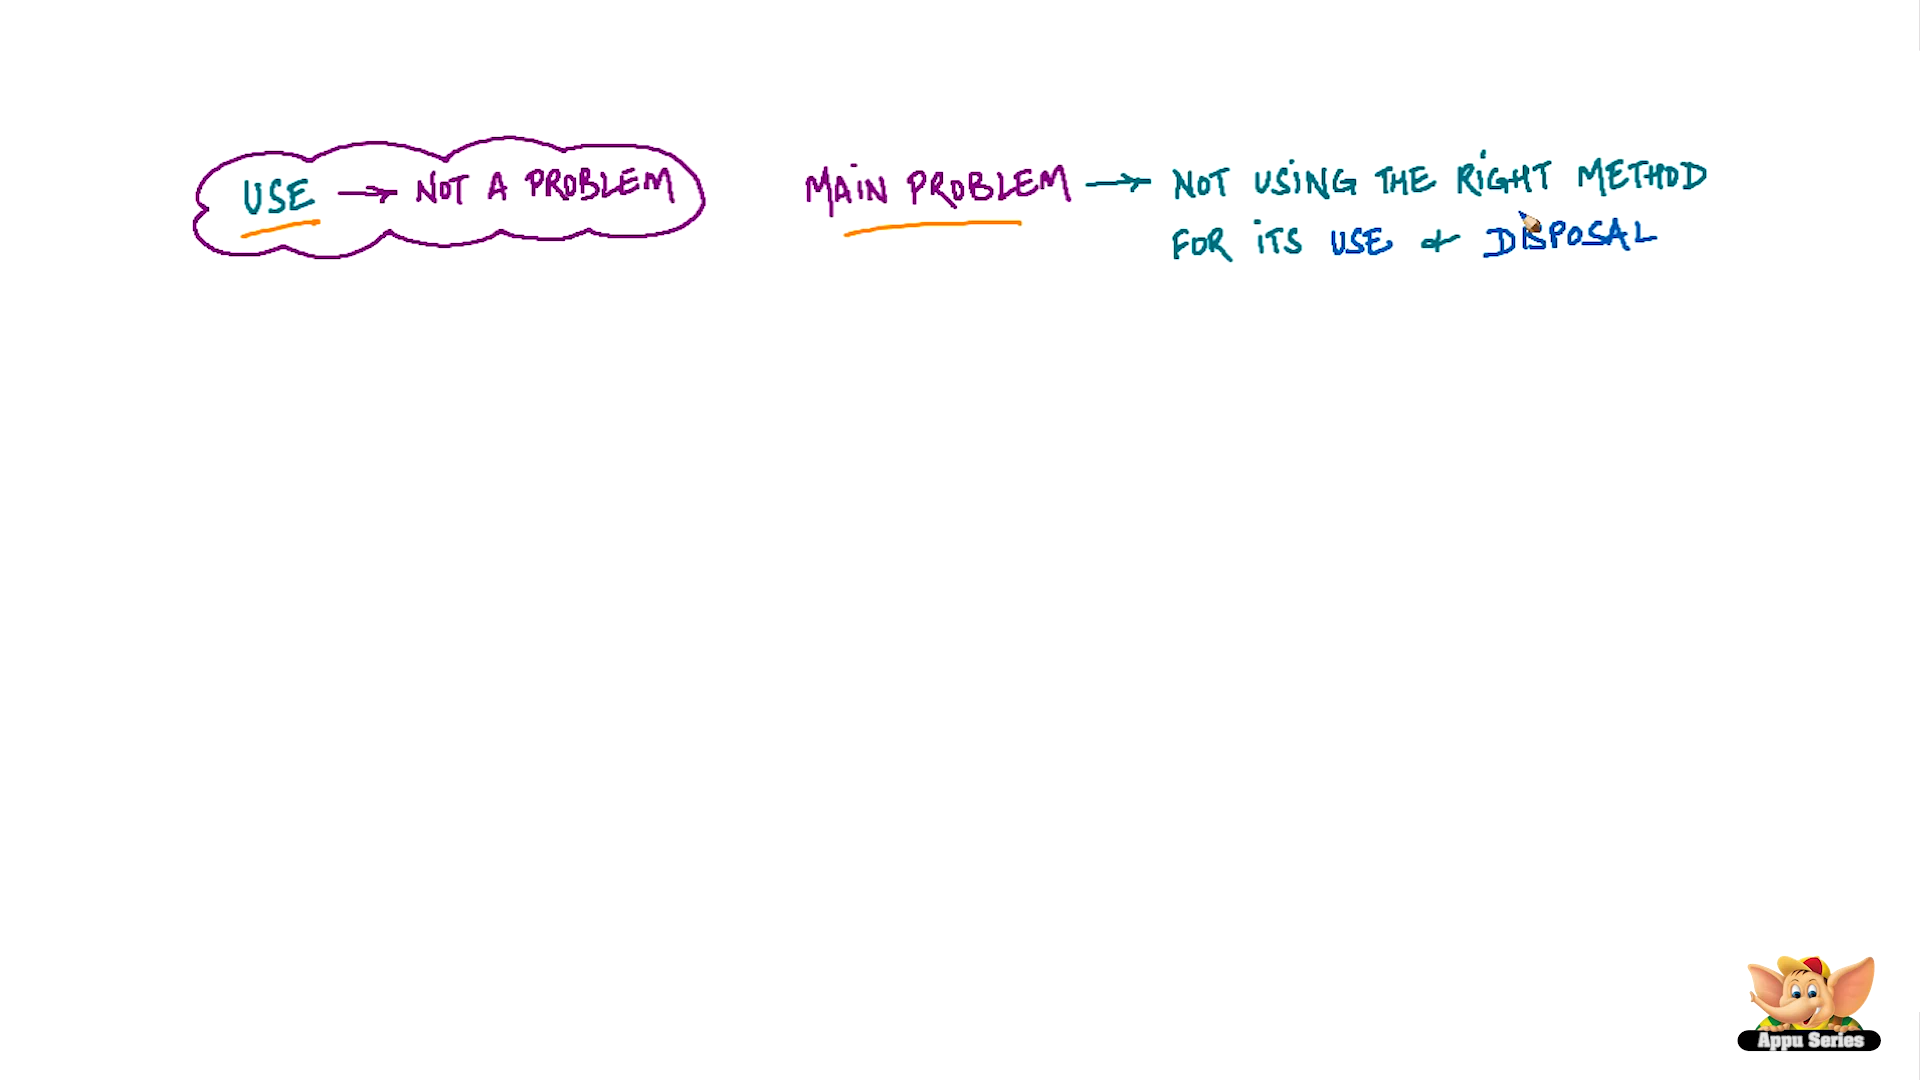 USE → NOT A PROBLEM
MAIN PROBLEM → NOT USING THE RIGHT METHOD
FOR ITS USE & DISPOSAL
Appu Series